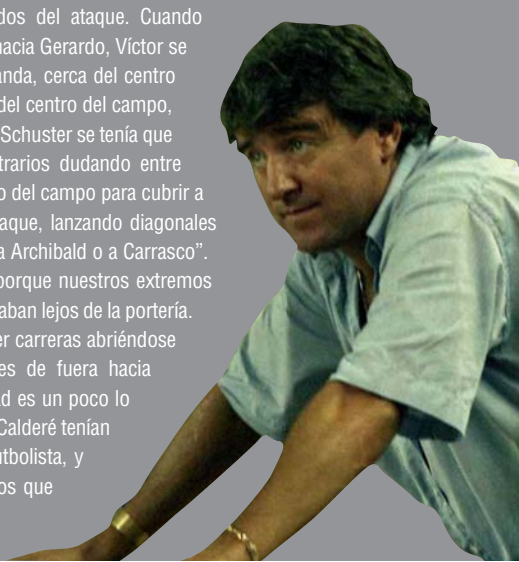 dos del ataque. Cuando
hacia Gerardo, Víctor se
anda, cerca del centro
del centro del campo,
Schuster se tenía que
trarios dudando entre
o del campo para cubrir a
aque, lanzando diagonales
a Archibald o a Carrasco”.
porque nuestros extremos
aban lejos de la portería.
er carreras abriéndose
es de fuera hacia
ad es un poco lo
Calderé tenían
utbolista, y
os que